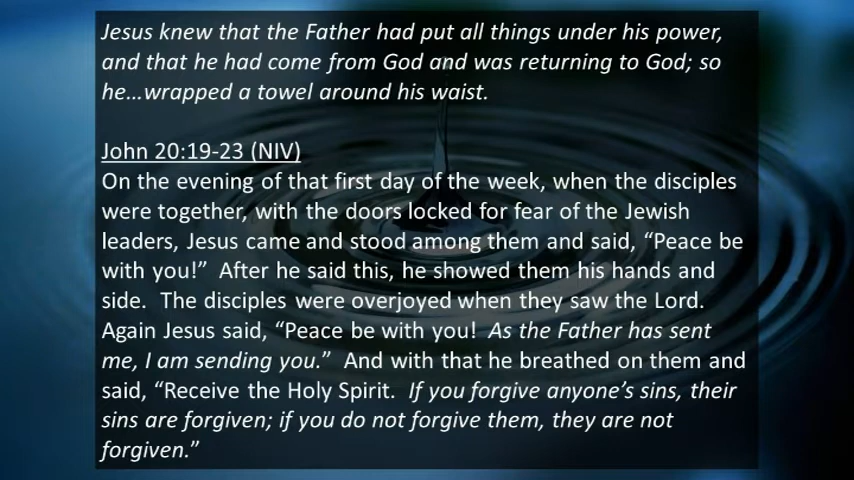 Jesus knew that the Father had put all things under his power,
and that he had come from God and was returning to God; so
he…wrapped a towel around his waist.
John 20:19-23 (NIV)
On the evening of that first day of the week, when the disciples
were together, with the doors locked for fear of the Jewish
leaders, Jesus came and stood among them and said, “Peace be
with you!” After he said this, he showed them his hands and
side. The disciples were overjoyed when they saw the Lord.
Again Jesus said, “Peace be with you! As the Father has sent
me, I am sending you.” And with that he breathed on them and
said, “Receive the Holy Spirit. If you forgive anyone’s sins, their
sins are forgiven; if you do not forgive them, they are not
forgiven.”